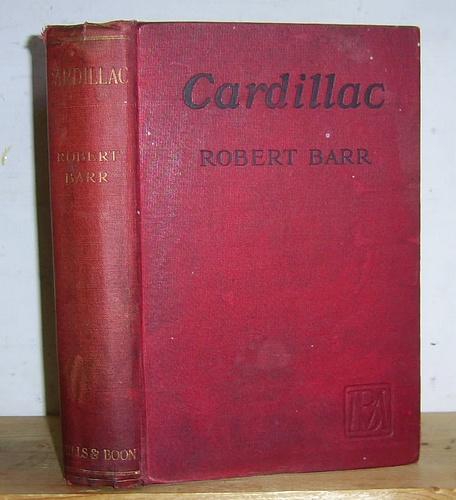 CARDILLAC
ROBERT
BARR
MILLS & BOON
Cardillac
ROBERT BARR